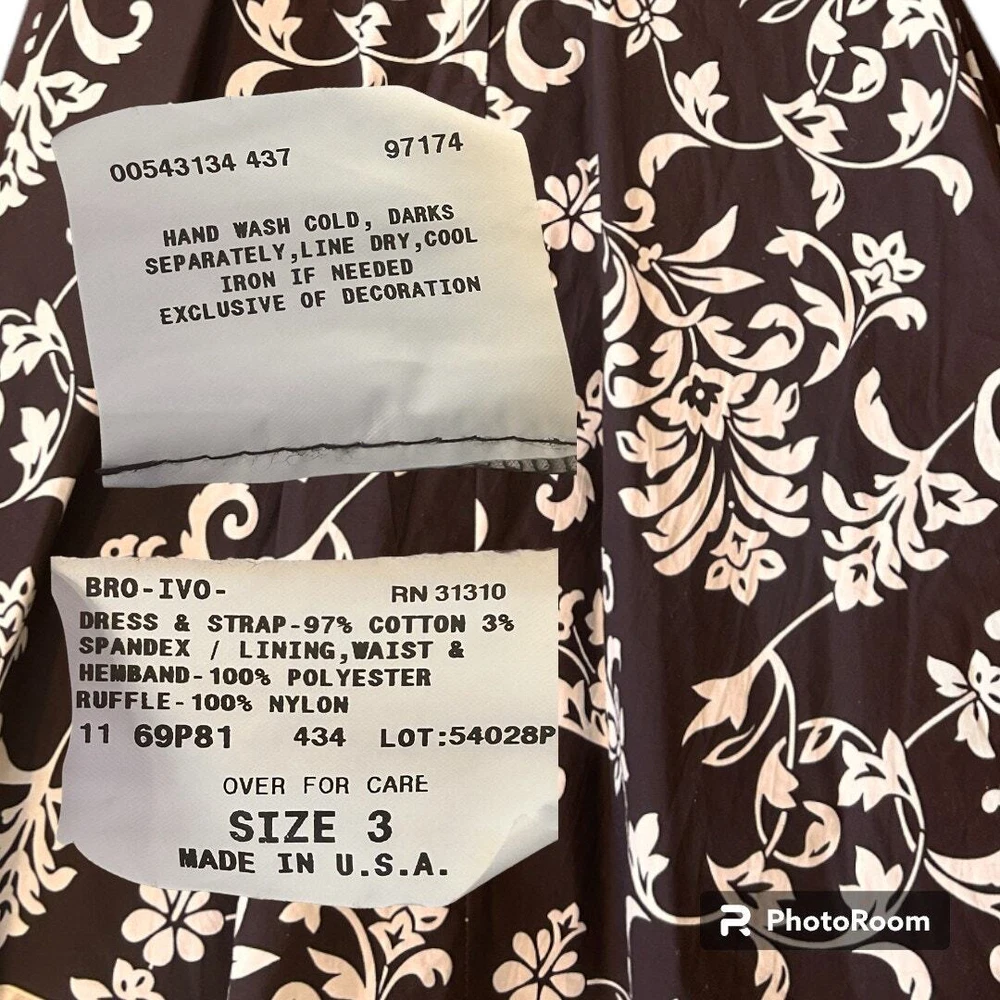 00543134 437 97174
HAND WASH COLD, DARKS
SEPARATELY,LINE DRY,COOL
IRON IF NEEDED
EXCLUSIVE OF DECORATION
BRO-IVO- RN 31310
DRESS & STRAP-97% COTTON 3%
SPANDEX / LINING,WAIST &
HEMBAND-100% POLYESTER
RUFFLE-100% NYLON
11 69P81 434 LOT:54028P
OVER FOR CARE
SIZE 3
MADE IN U.S.A.
PhotoRoom